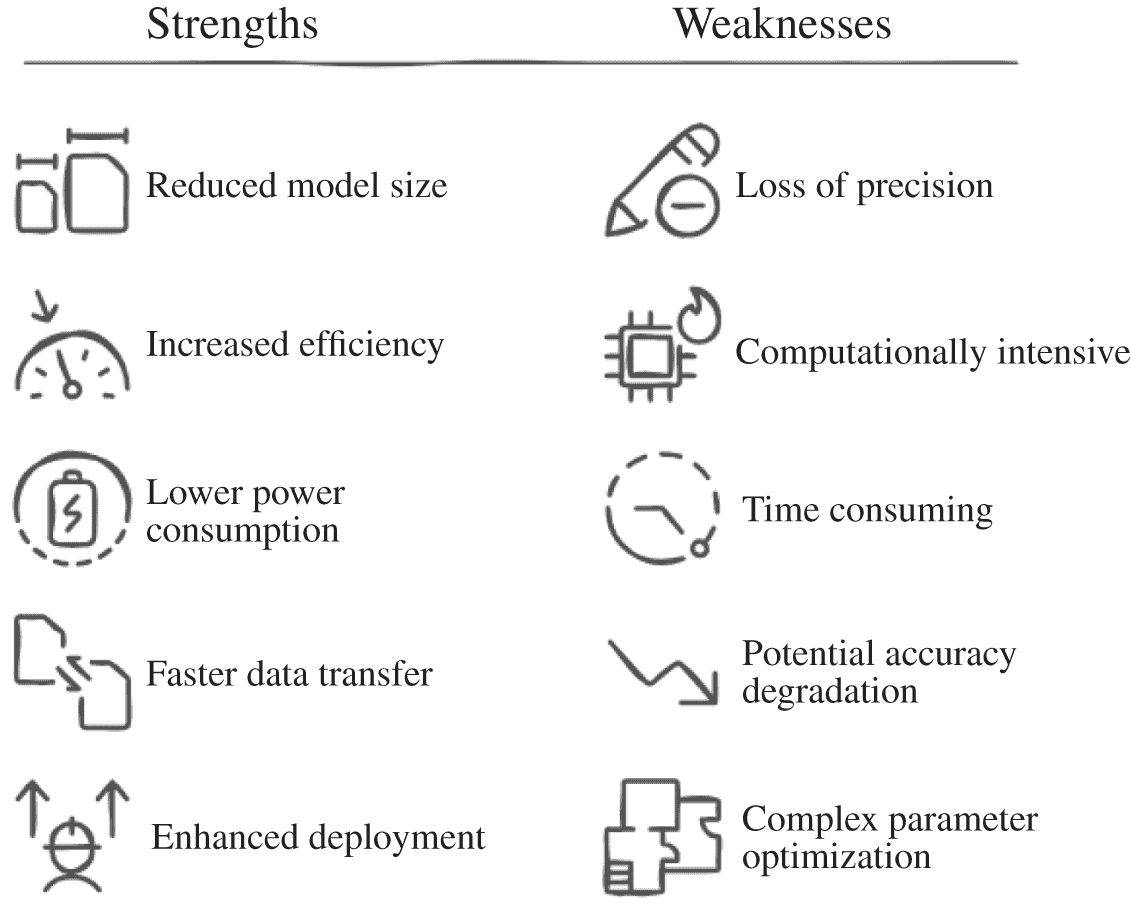 Strengths
Weaknesses
Reduced model size
Loss of precision
Increased efficiency
Computationally intensive
Lower power
consumption
Time consuming
Faster data transfer
Potential accuracy
degradation
Enhanced deployment
Complex parameter
optimization